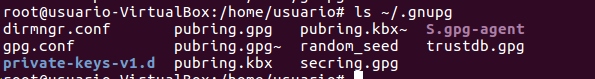 root@usuario-VirtualBox:/home/usuario# ls ~/.gnupg
dirmngr.conf pubring.gpg pubring.kbx~ S.gpg-agent
gpg.conf pubring.gpg~ random_seed trustdb.gpg
private-keys-v1.d pubring.kbx secring.gpg
root@usuario-VirtualBox:/home/usuario#